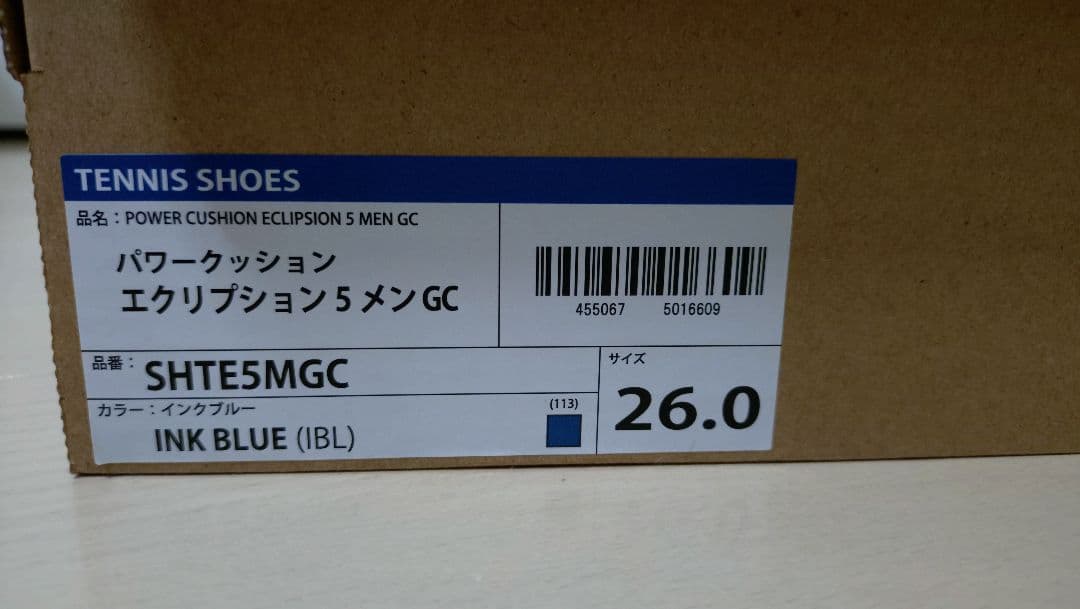 TENNIS SHOES
品名：POWER CUSHION ECLIPSION 5 MEN GC
パワークッション
エクリプション 5 メン GC
455067 5016609
品番：SHTE5MGC
サイズ
26.0
カラー：インクブルー
INK BLUE (IBL)
(113)